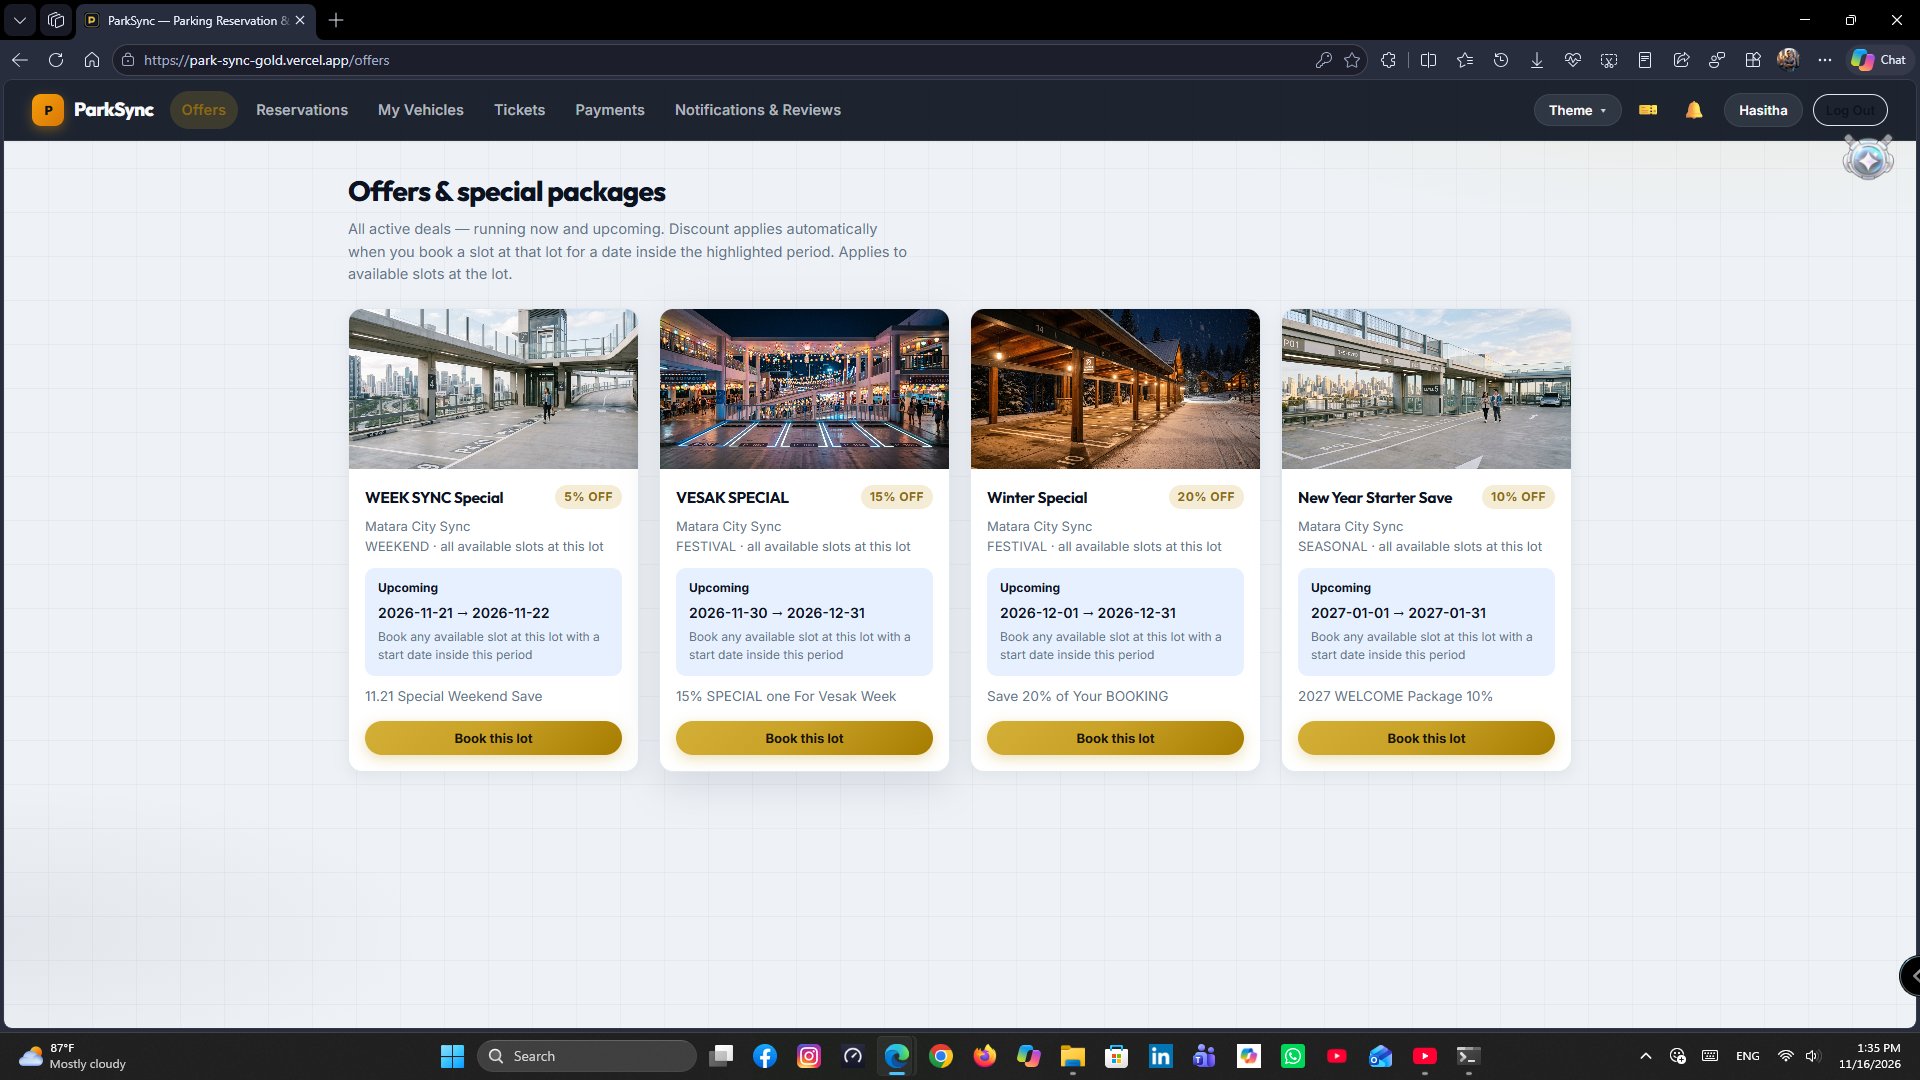 ParkSync — Parking Reservation &
https://park-sync-gold.vercel.app/offers
Chat
P
ParkSync
Offers
Reservations
My Vehicles
Tickets
Payments
Notifications & Reviews
Theme
Hasitha
Log Out
Offers & special packages
All active deals — running now and upcoming. Discount applies automatically
when you book a slot at that lot for a date inside the highlighted period. Applies to
available slots at the lot.
WEEK SYNC Special
5% OFF
Matara City Sync
WEEKEND · all available slots at this lot
Upcoming
2026-11-21 → 2026-11-22
Book any available slot at this lot with a
start date inside this period
11.21 Special Weekend Save
Book this lot
VESAK SPECIAL
15% OFF
Matara City Sync
FESTIVAL · all available slots at this lot
Upcoming
2026-11-30 → 2026-12-31
Book any available slot at this lot with a
start date inside this period
15% SPECIAL one For Vesak Week
Book this lot
14
10
Winter Special
20% OFF
Matara City Sync
FESTIVAL · all available slots at this lot
Upcoming
2026-12-01 → 2026-12-31
Book any available slot at this lot with a
start date inside this period
Save 20% of Your BOOKING
Book this lot
P01
New Year Starter Save
10% OFF
Matara City Sync
SEASONAL · all available slots at this lot
Upcoming
2027-01-01 → 2027-01-31
Book any available slot at this lot with a
start date inside this period
2027 WELCOME Package 10%
Book this lot
87°F
Mostly cloudy
Search
ENG
1:35 PM
11/16/2026